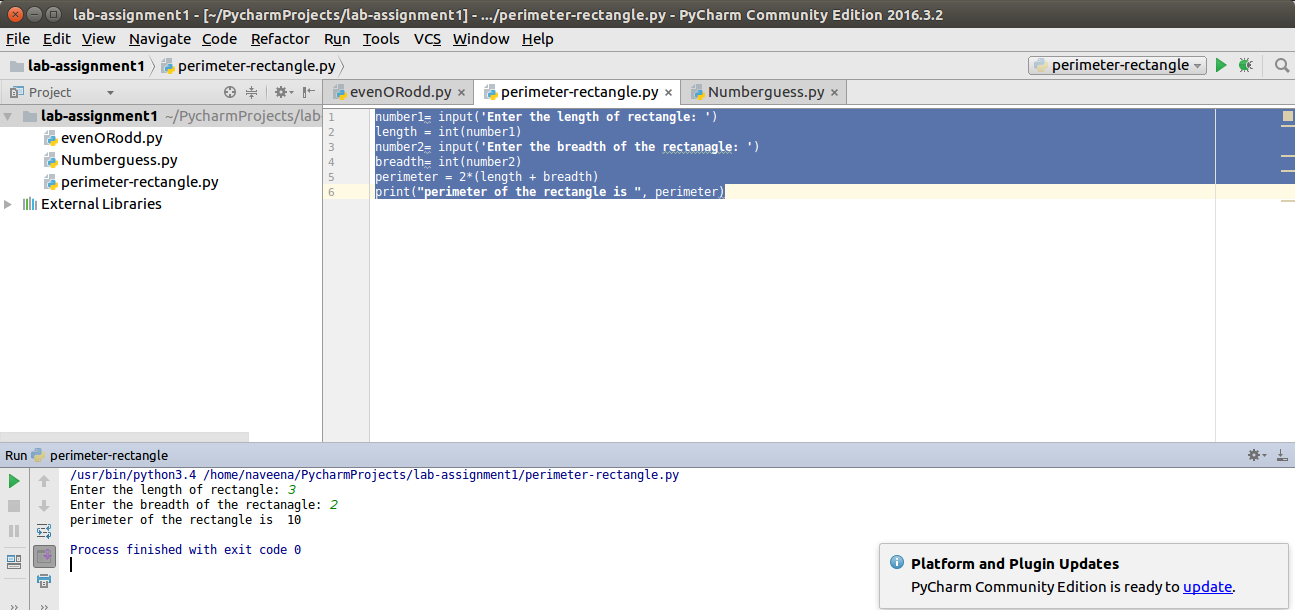 lab-assignment1 - [~/PycharmProjects/lab-assignment1] - .../perimeter-rectangle.py - PyCharm Community Edition 2016.3.2
File Edit View Navigate Code Refactor Run Tools VCS Window Help
lab-assignment1 perimeter-rectangle.py perimeter-rectangle
Project evenORodd.py × perimeter-rectangle.py × Numberguess.py ×
lab-assignment1 ~/PycharmProjects/lab-
evenORodd.py
Numberguess.py
perimeter-rectangle.py
External Libraries
1 number1= input('Enter the length of rectangle: ')
2 length = int(number1)
3 number2= input('Enter the breadth of the rectanagle: ')
4 breadth= int(number2)
5 perimeter = 2*(length + breadth)
6 print("perimeter of the rectangle is ", perimeter)
Run perimeter-rectangle
/usr/bin/python3.4 /home/naveena/PycharmProjects/lab-assignment1/perimeter-rectangle.py
Enter the length of rectangle: 3
Enter the breadth of the rectanagle: 2
perimeter of the rectangle is  10
Process finished with exit code 0
Platform and Plugin Updates
PyCharm Community Edition is ready to update.